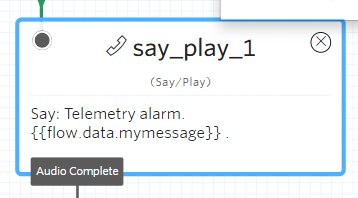 say_play_1
(Say/Play)
Say: Telemetry alarm.
{{flow.data.mymessage}} .
Audio Complete